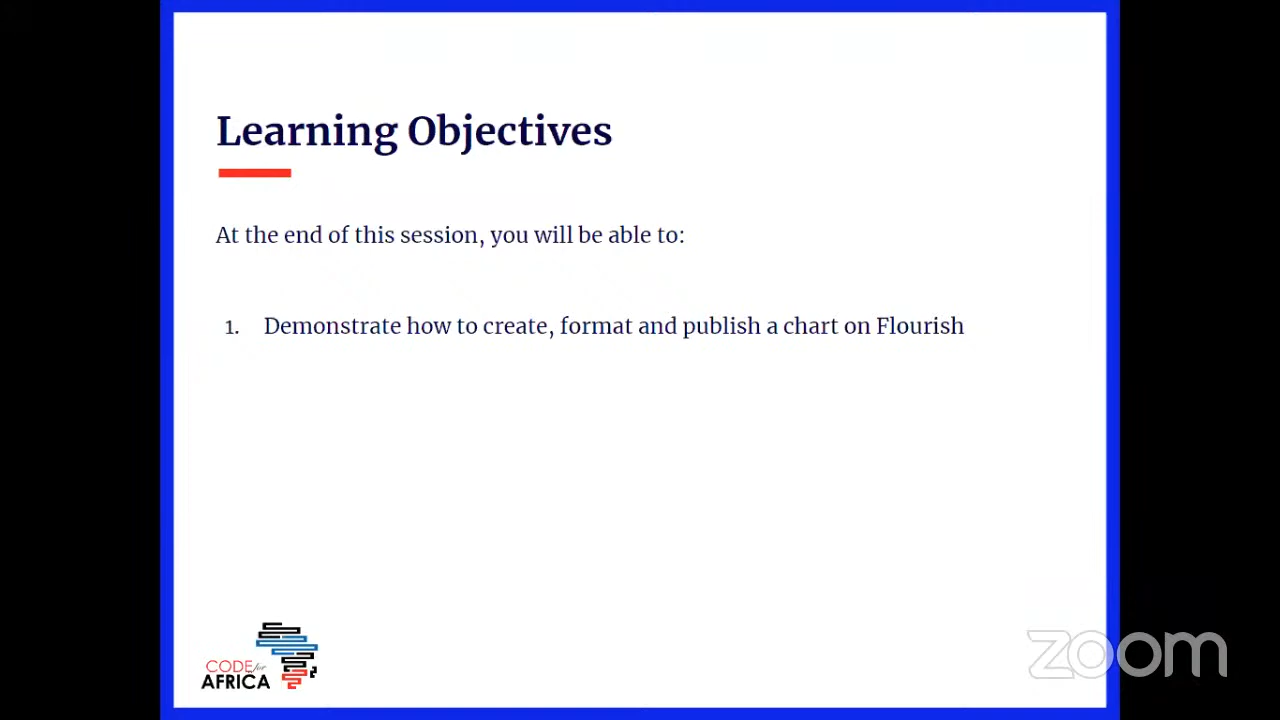 Learning Objectives
At the end of this session, you will be able to:
1. Demonstrate how to create, format and publish a chart on Flourish
CODE for
AFRICA
zoom